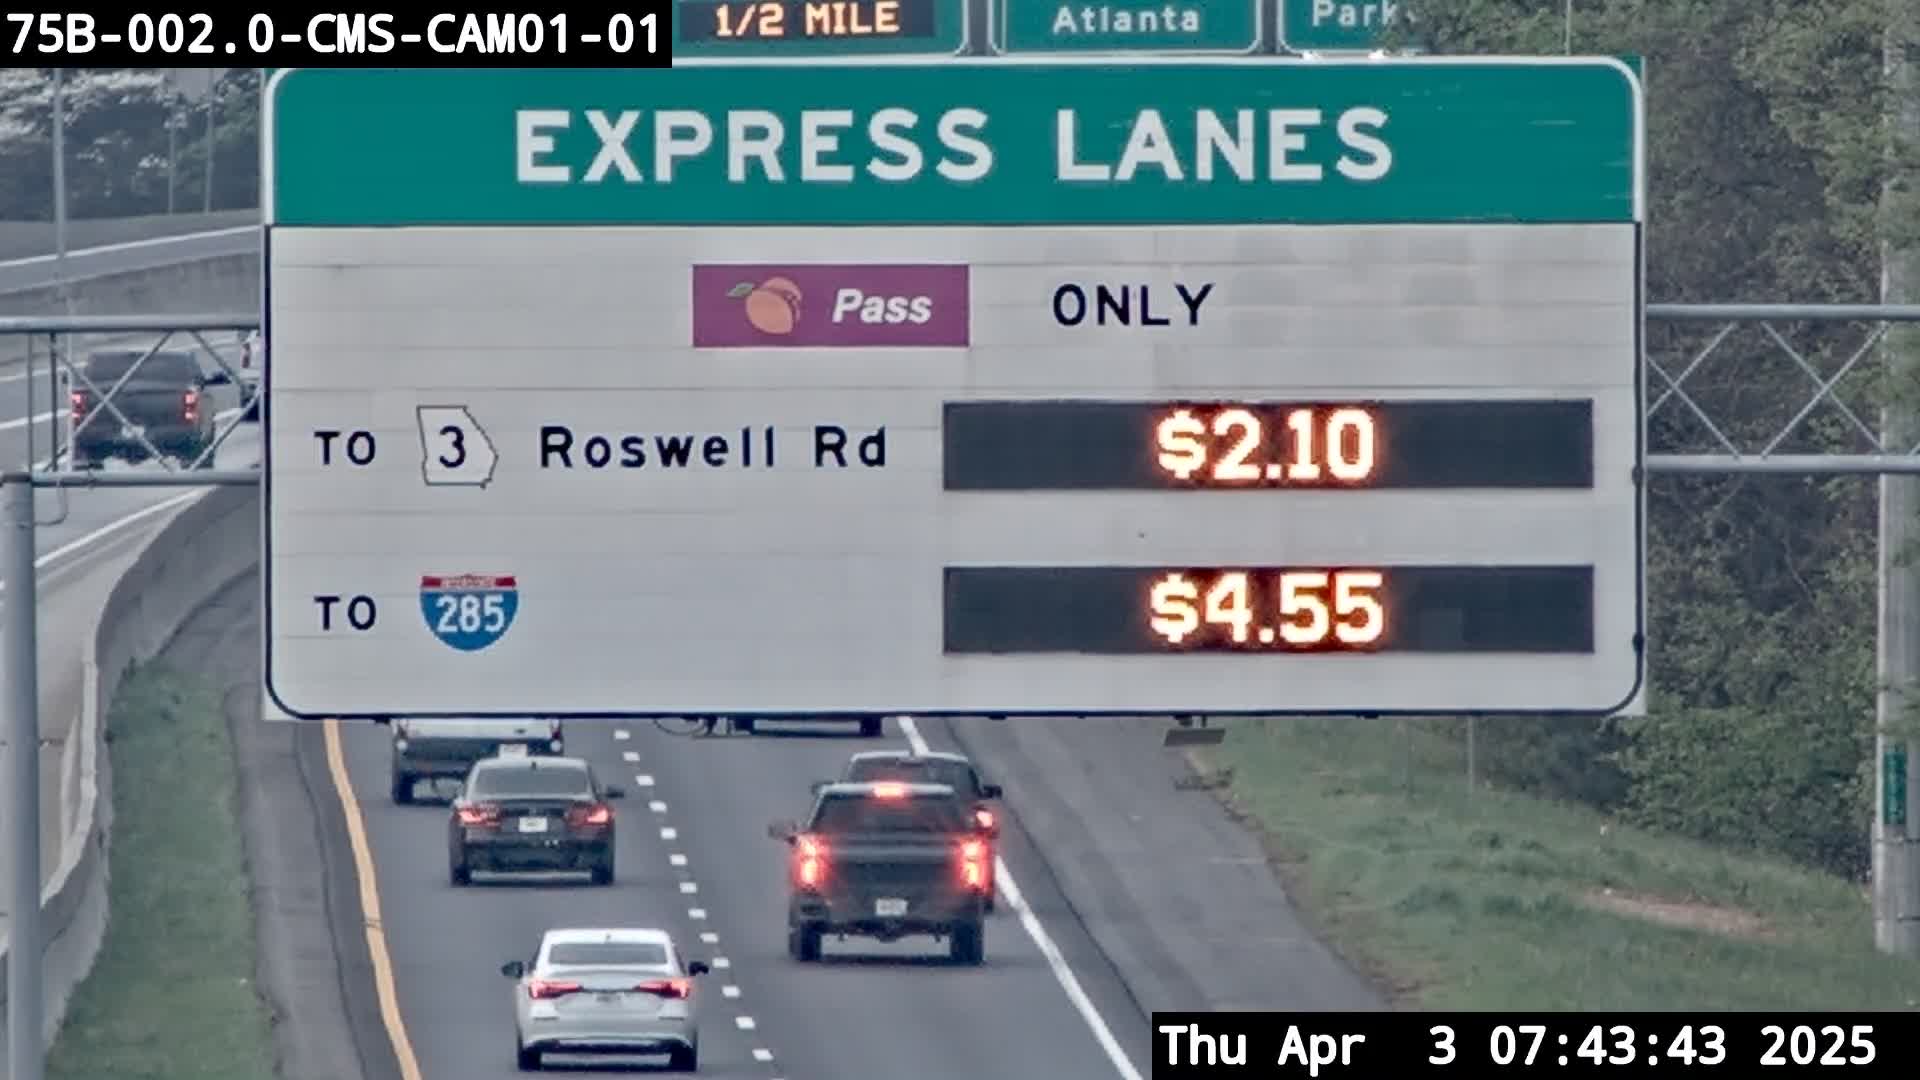 75B-002.0-CMS-CAM01-01
1/2 MILE
Atlanta
Park
EXPRESS LANES
Pass ONLY
TO 3 Roswell Rd $2.10
TO 285 $4.55
Thu Apr 3 07:43:43 2025